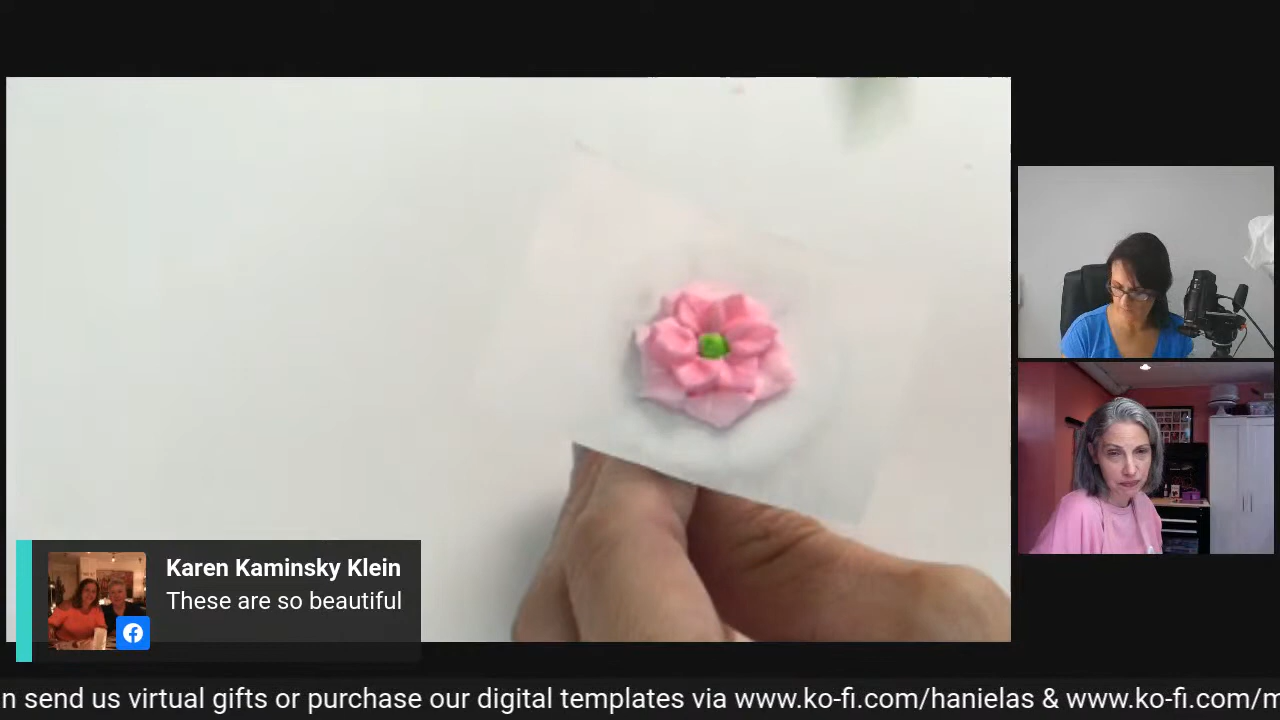 Karen Kaminsky Klein
These are so beautiful
n send us virtual gifts or purchase our digital templates via www.ko-fi.com/hanielas & www.ko-fi.com/m